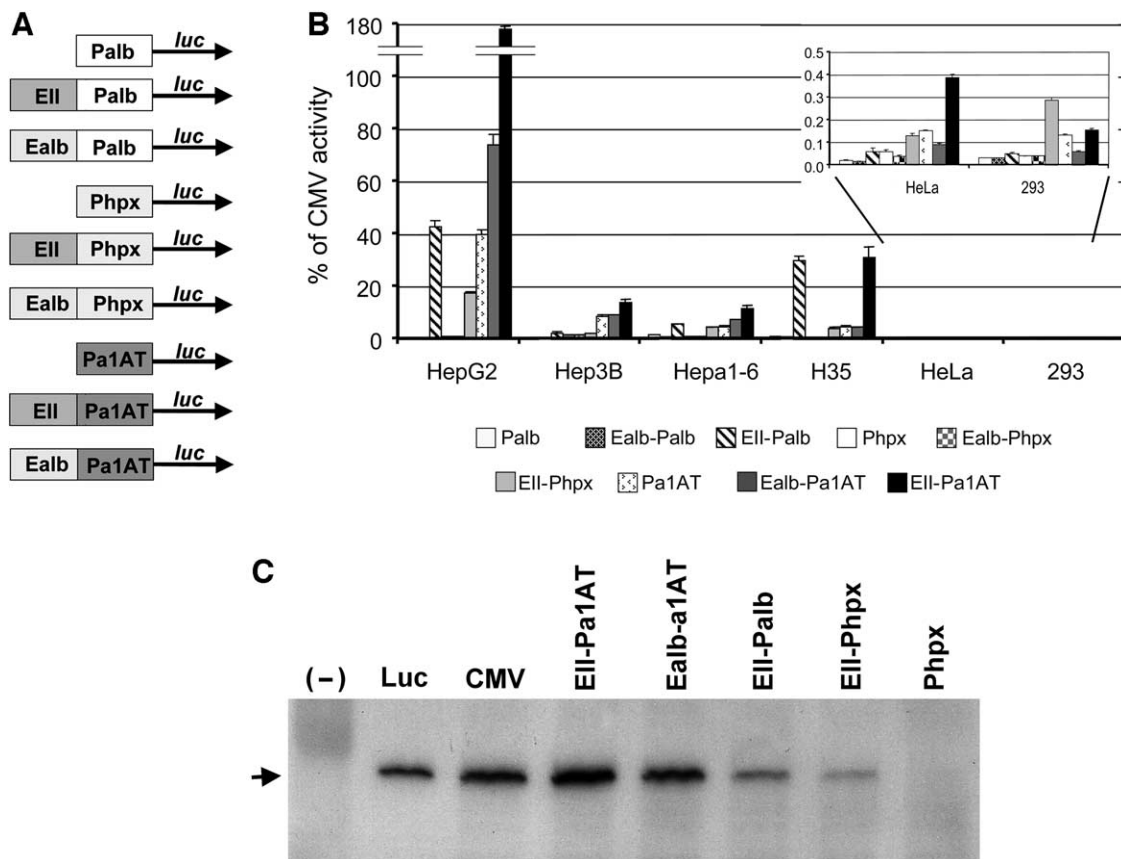 A
Palb luc
EII Palb luc
Ealb Palb luc
Phpx luc
EII Phpx luc
Ealb Phpx luc
Pa1AT luc
EII Pa1AT luc
Ealb Pa1AT luc
B
% of CMV activity
180
100
80
60
40
20
0
HepG2 Hep3B Hepa1-6 H35 HeLa 293
0.5
0.4
0.3
0.2
0.1
0.0
HeLa 293
Palb Ealb-Palb EII-Palb Phpx Ealb-Phpx
EII-Phpx Pa1AT Ealb-Pa1AT EII-Pa1AT
C
(−) Luc CMV EII-Pa1AT Ealb-a1AT EII-Palb EII-Phpx Phpx